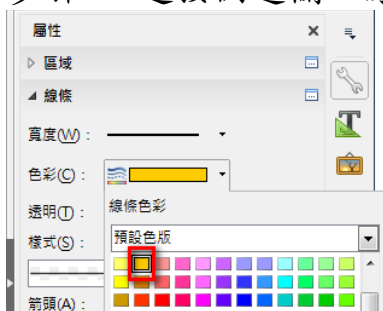 屬性
區域
線條
寬度(W)：
色彩(C)：
透明(T)：
線條色彩
樣式(S)：
預設色版
箭頭(A)：